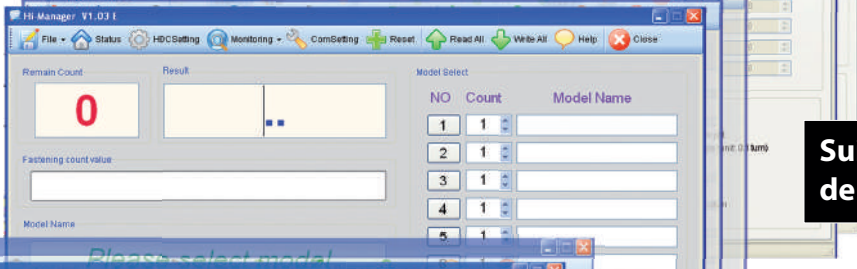 Hi-Manager V1.03 E
File Status HDCSetting Monitoring ComSetting Reset Read All Write All Help Close
Remain Count Result Model Select
0 ..
NO Count Model Name
1 1
2 1
3 1
4 1
5 1
Fastening count value
Model Name
Please select model
Su
de